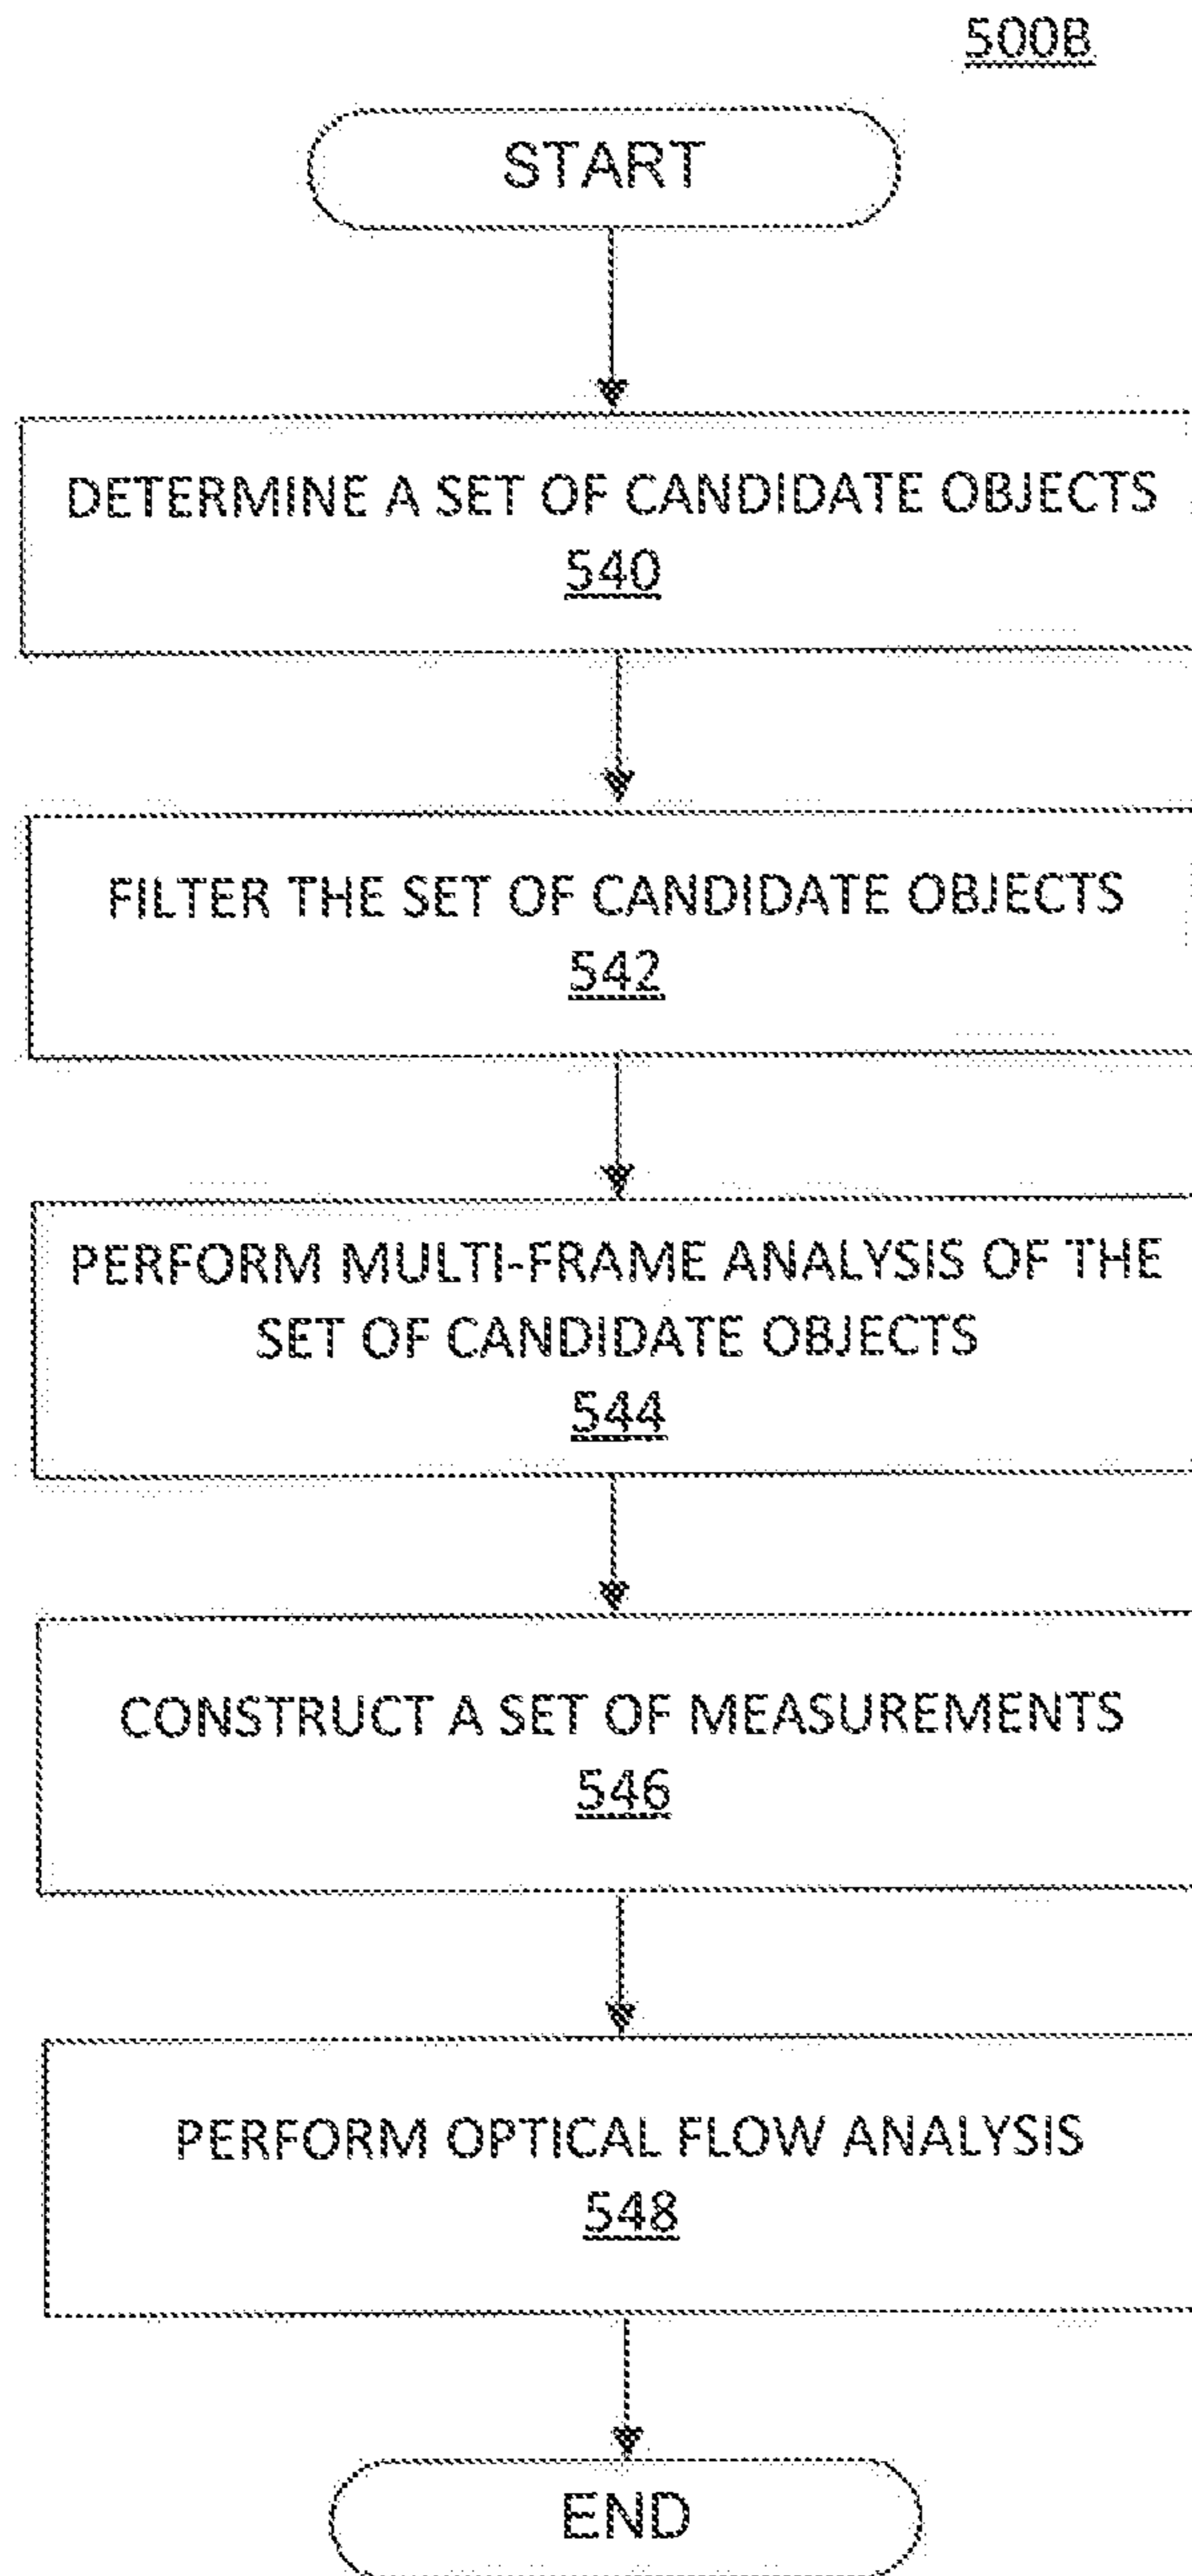 500B
START
DETERMINE A SET OF CANDIDATE OBJECTS
540
FILTER THE SET OF CANDIDATE OBJECTS
542
PERFORM MULTI-FRAME ANALYSIS OF THE
SET OF CANDIDATE OBJECTS
544
CONSTRUCT A SET OF MEASUREMENTS
546
PERFORM OPTICAL FLOW ANALYSIS
548
END